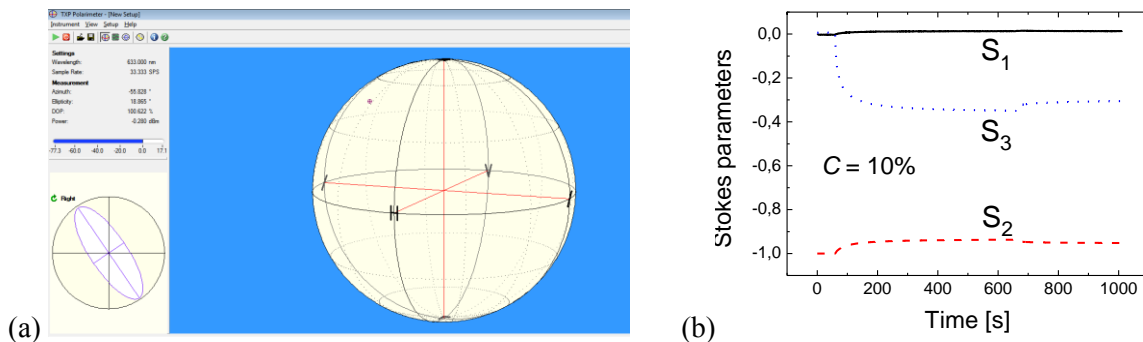 TXP Polarimeter - [New Setup]
Instrument View Setup Help
Settings
Wavelength: 633.000 nm
Sample Rate: 33.333 SPS
Measurement
Azimuth: -55.828 °
Ellipticity: 18.865 °
DOP: 100.622 %
Power: -0.280 dBm
-77.3 -60.0 -40.0 -20.0 0.0 17.1
Right
H
V
(a)
0,0
-0,2
-0,4
-0,6
-0,8
-1,0
Stokes parameters
S1
S3
C = 10%
S2
0 200 400 600 800 1000
Time [s]
(b)